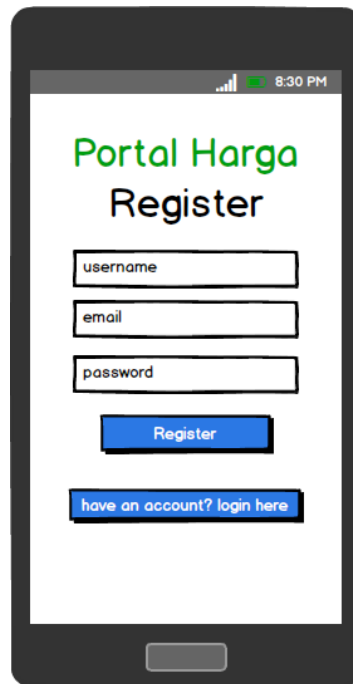 8:30 PM
Portal Harga
Register
username
email
password
Register
have an account? login here